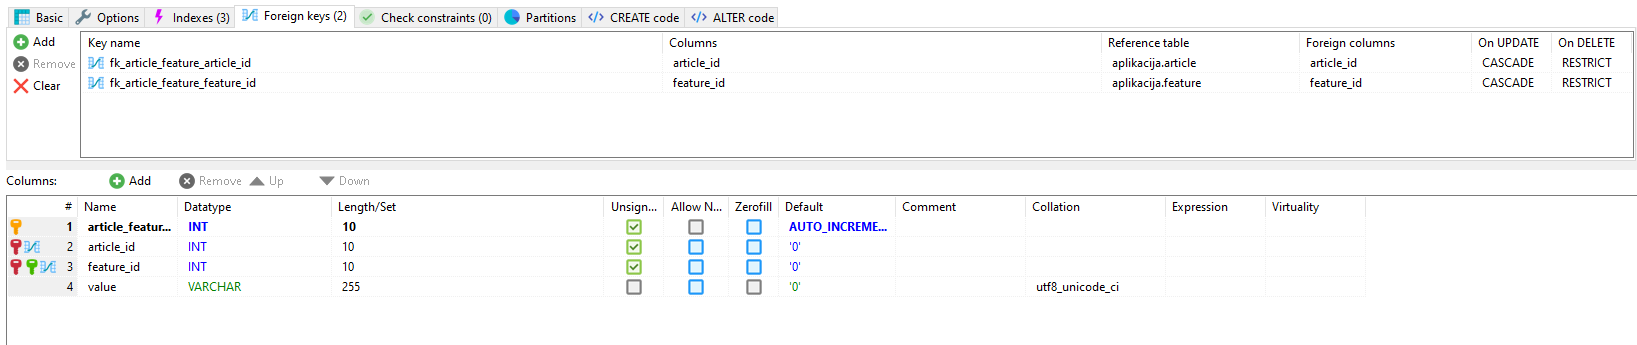 Basic Options Indexes (3) Foreign keys (2) Check constraints (0) Partitions CREATE code ALTER code
Add
Remove
Clear
Key name Columns Reference table Foreign columns On UPDATE On DELETE
fk_article_feature_article_id article_id aplikacija.article article_id CASCADE RESTRICT
fk_article_feature_feature_id feature_id aplikacija.feature feature_id CASCADE RESTRICT
Columns: Add Remove Up Down
# Name Datatype Length/Set Unsign... Allow N... Zerofill Default Comment Collation Expression Virtuality
1 article_featur... INT 10 AUTO_INCREME...
2 article_id INT 10 '0'
3 feature_id INT 10 '0'
4 value VARCHAR 255 '0' utf8_unicode_ci